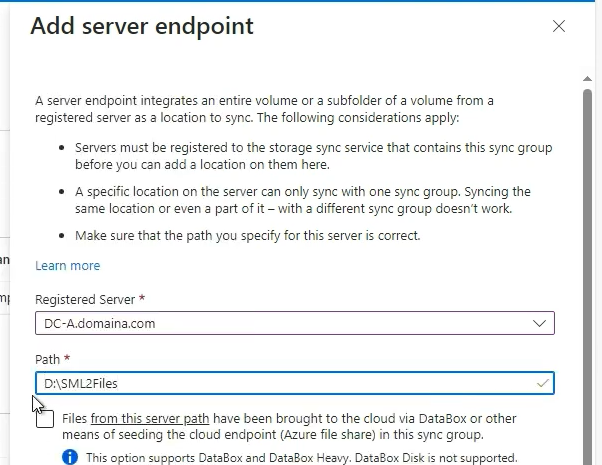 Add server endpoint
A server endpoint integrates an entire volume or a subfolder of a volume from a
registered server as a location to sync. The following considerations apply:
• Servers must be registered to the storage sync service that contains this sync group
before you can add a location on them here.
• A specific location on the server can only sync with one sync group. Syncing the
same location or even a part of it – with a different sync group doesn't work.
• Make sure that the path you specify for this server is correct.
Learn more
an
Registered Server *
mp
DC-A.domaina.com
Path *
D:\SML2Files
Files from this server path have been brought to the cloud via DataBox or other
means of seeding the cloud endpoint (Azure file share) in this sync group.
This option supports DataBox and DataBox Heavy. DataBox Disk is not supported.